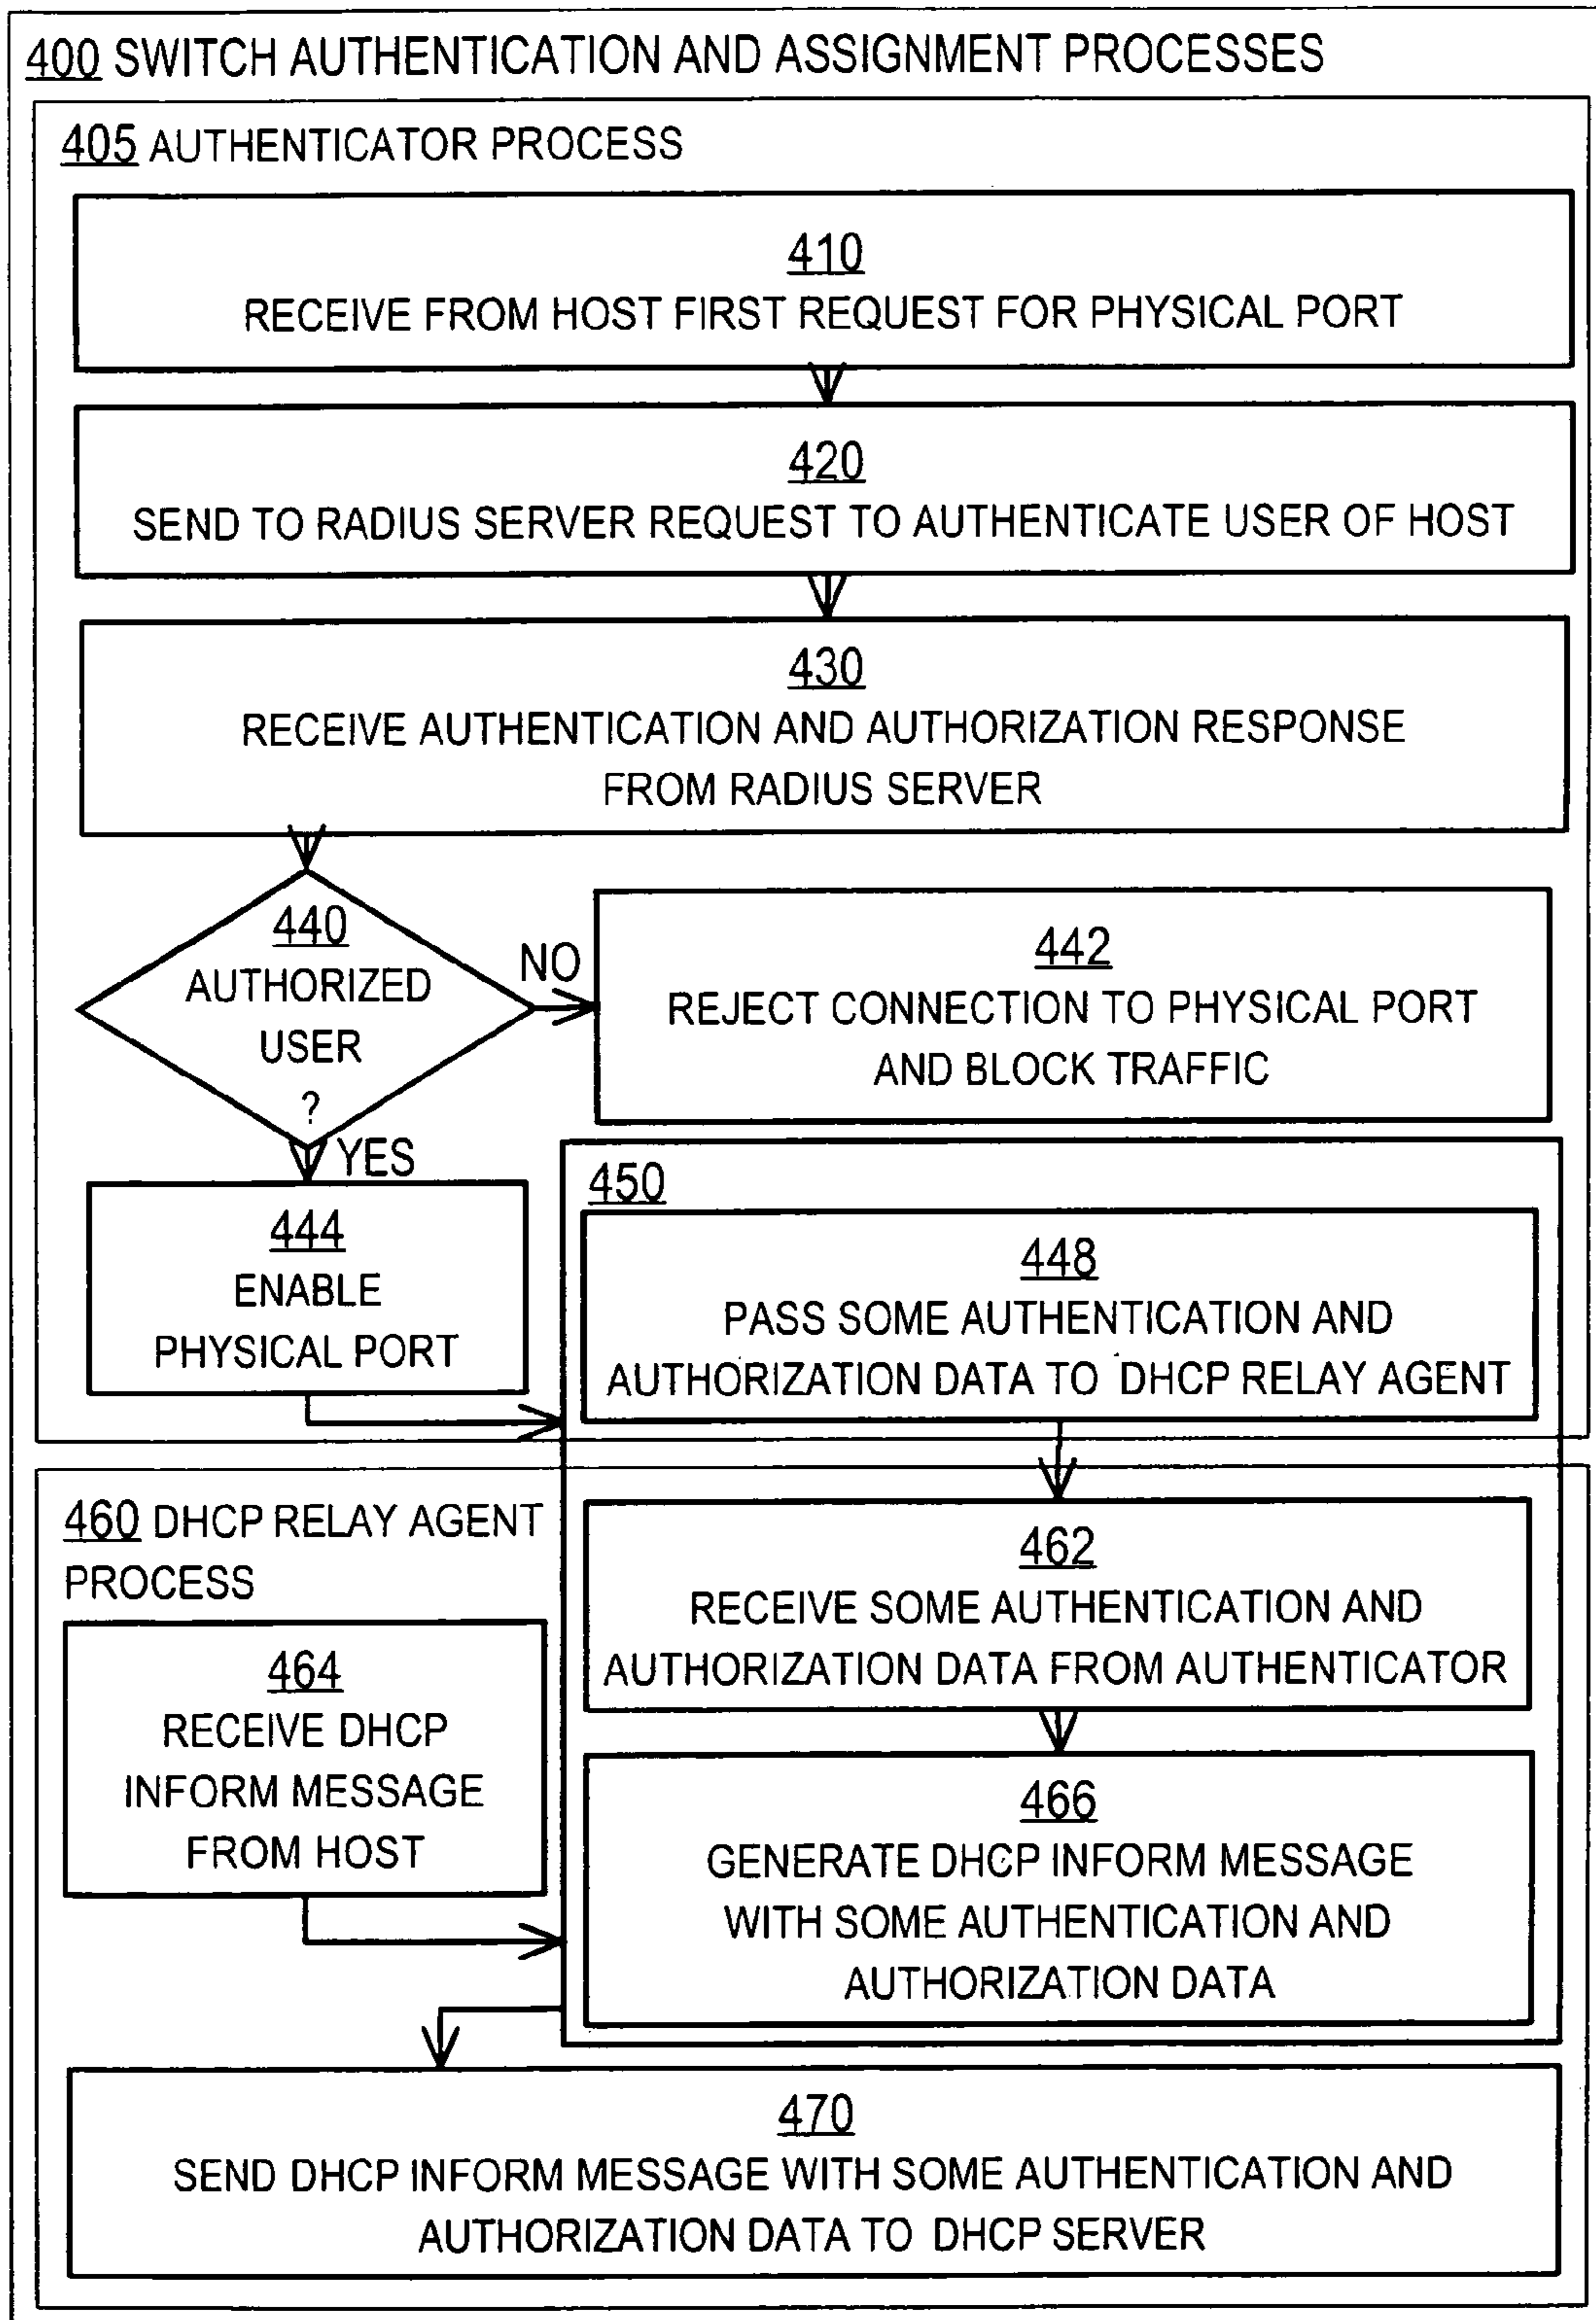 400 SWITCH AUTHENTICATION AND ASSIGNMENT PROCESSES
405 AUTHENTICATOR PROCESS
410
RECEIVE FROM HOST FIRST REQUEST FOR PHYSICAL PORT
420
SEND TO RADIUS SERVER REQUEST TO AUTHENTICATE USER OF HOST
430
RECEIVE AUTHENTICATION AND AUTHORIZATION RESPONSE
FROM RADIUS SERVER
440
AUTHORIZED
USER
?
NO
442
REJECT CONNECTION TO PHYSICAL PORT
AND BLOCK TRAFFIC
YES
444
ENABLE
PHYSICAL PORT
450
448
PASS SOME AUTHENTICATION AND
AUTHORIZATION DATA TO DHCP RELAY AGENT
460 DHCP RELAY AGENT
PROCESS
462
RECEIVE SOME AUTHENTICATION AND
AUTHORIZATION DATA FROM AUTHENTICATOR
464
RECEIVE DHCP
INFORM MESSAGE
FROM HOST
466
GENERATE DHCP INFORM MESSAGE
WITH SOME AUTHENTICATION AND
AUTHORIZATION DATA
470
SEND DHCP INFORM MESSAGE WITH SOME AUTHENTICATION AND
AUTHORIZATION DATA TO DHCP SERVER